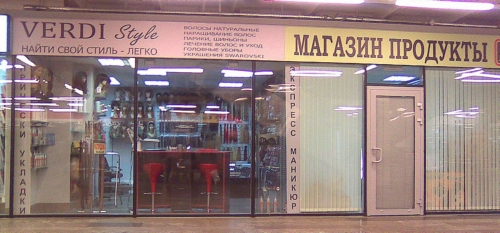 VERDI Style
НАЙТИ СВОЙ СТИЛЬ - ЛЕГКО
ВОЛОСЫ НАТУРАЛЬНЫЕ
НАРАЩИВАНИЕ ВОЛОС
ПАРИКИ, ШИНЬОНЫ
ЛЕЧЕНИЕ ВОЛОС И УХОД
ГОЛОВНЫЕ УБОРЫ
УКРАШЕНИЯ SWAROVSKI
МАГАЗИН ПРОДУКТЫ
УКЛАДКИ
ЭКСПРЕСС МАНИКЮР